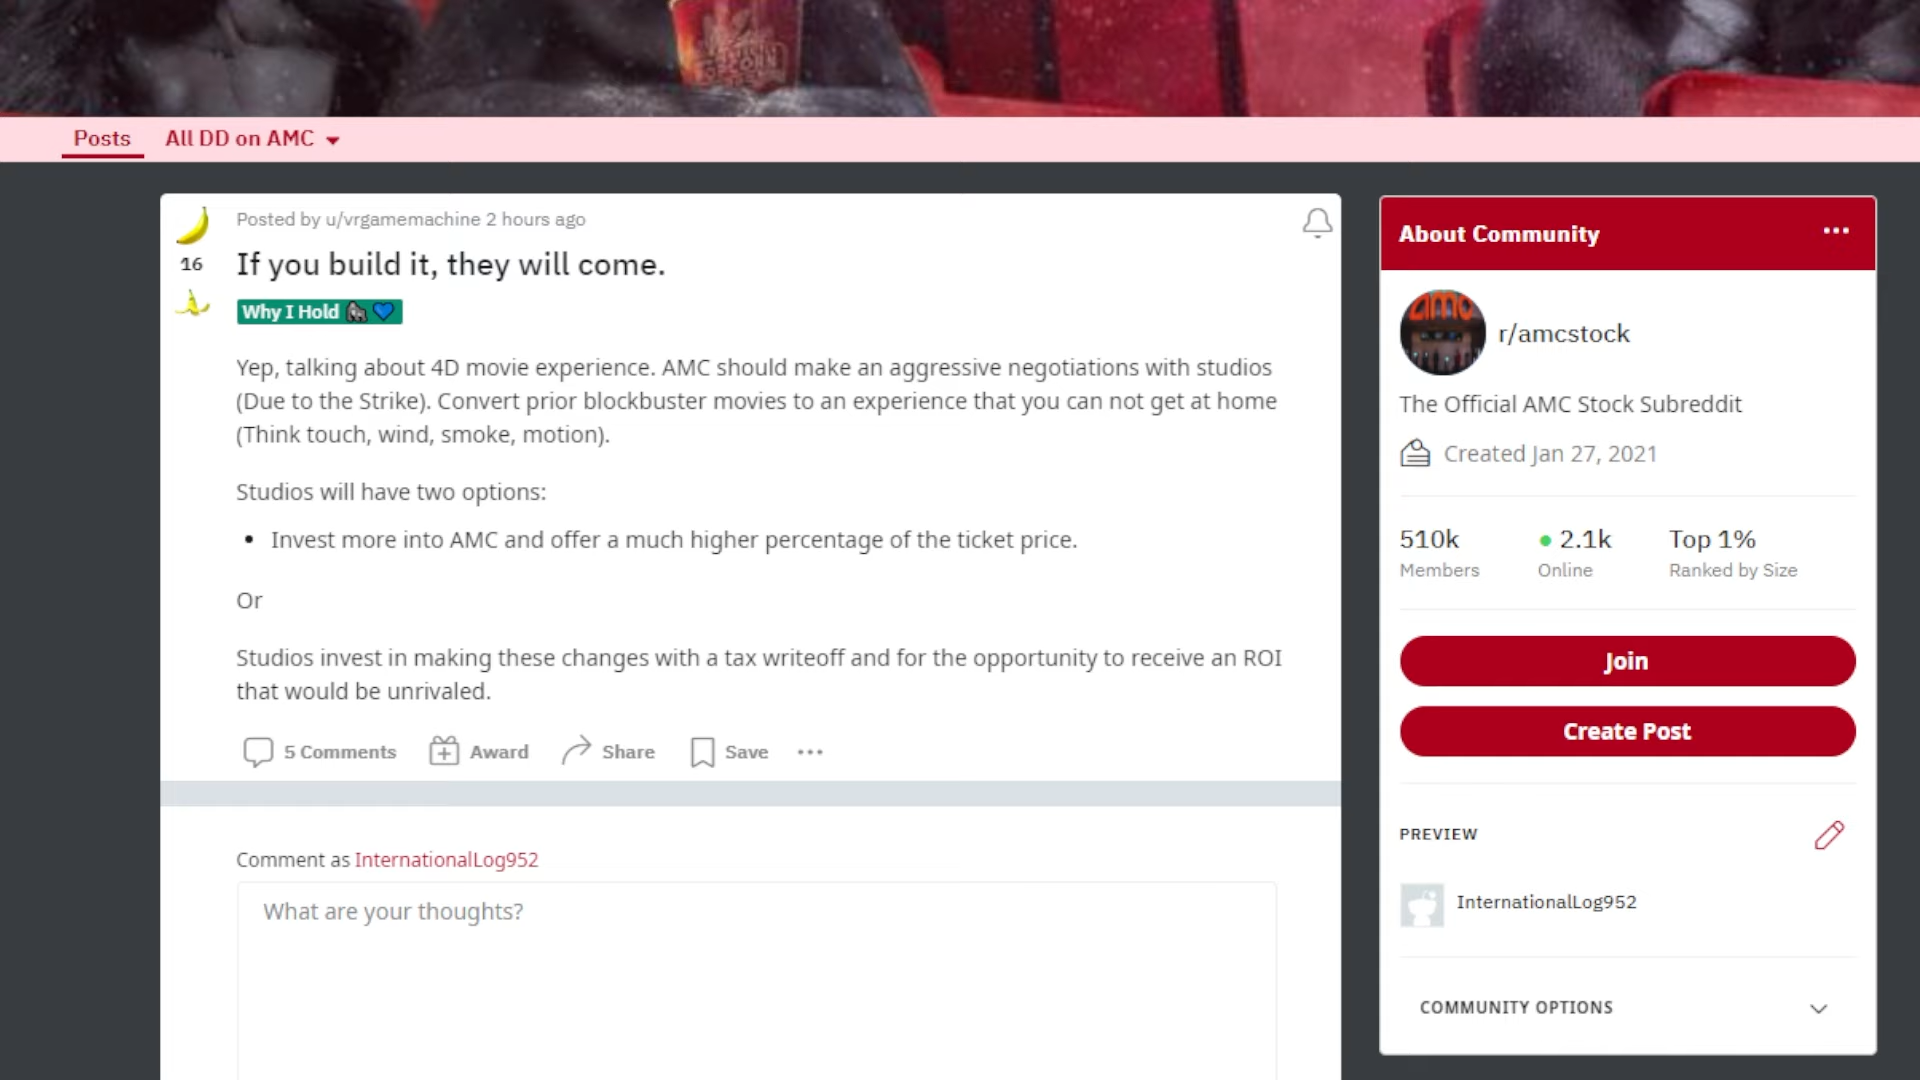 Posts
All DD on AMC
Posted by u/vrgamemachine 2 hours ago
16
If you build it, they will come.
Why I Hold 🦍💙
Yep, talking about 4D movie experience. AMC should make an aggressive negotiations with studios
(Due to the Strike). Convert prior blockbuster movies to an experience that you can not get at home
(Think touch, wind, smoke, motion).
Studios will have two options:
• Invest more into AMC and offer a much higher percentage of the ticket price.
Or
Studios invest in making these changes with a tax writeoff and for the opportunity to receive an ROI
that would be unrivaled.
5 Comments Award Share Save
Comment as InternationalLog952
What are your thoughts?
About Community
amc
r/amcstock
The Official AMC Stock Subreddit
Created Jan 27, 2021
510k 2.1k Top 1%
Members Online Ranked by Size
Join
Create Post
PREVIEW
InternationalLog952
COMMUNITY OPTIONS